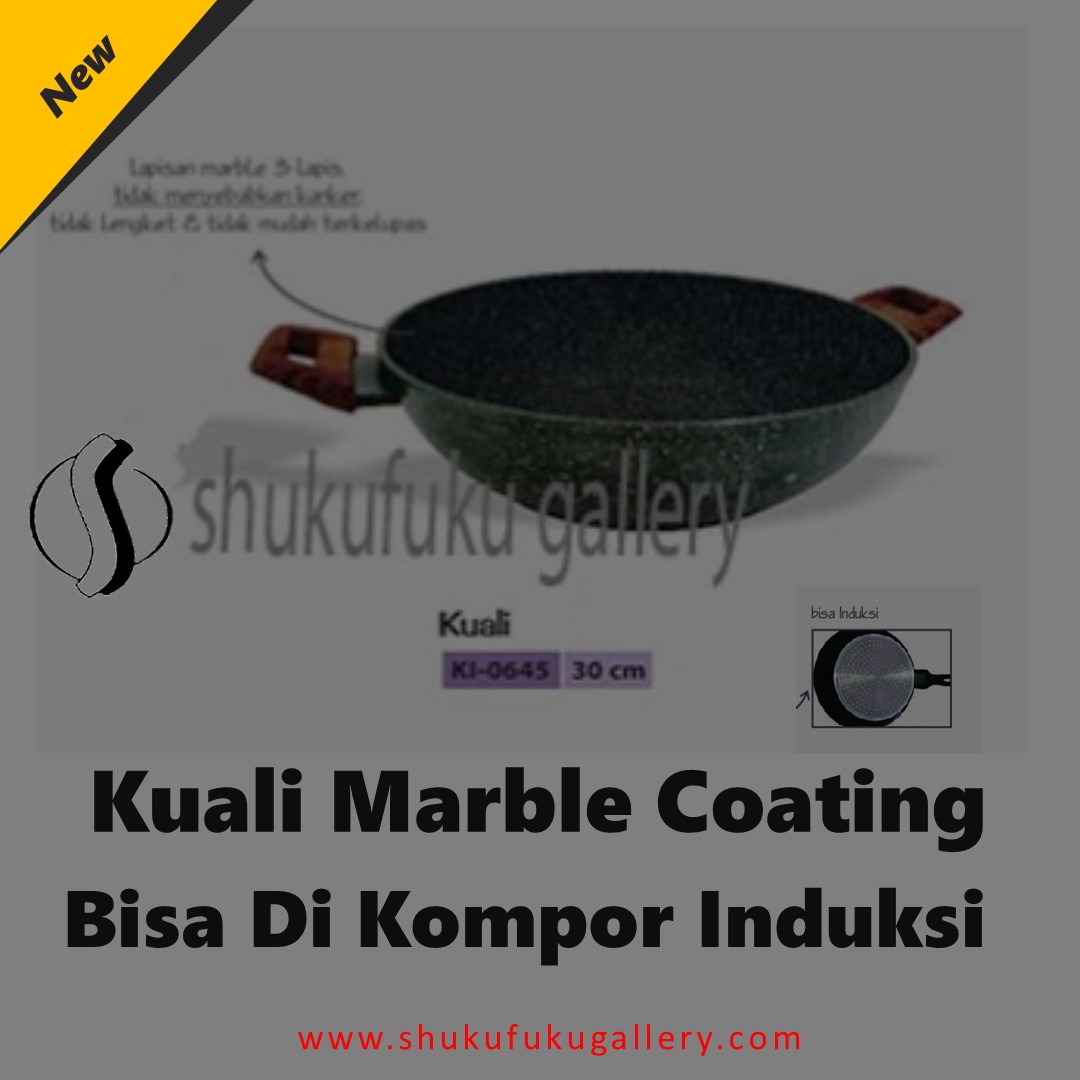 New
Lapisan marble 3 Lapis.
tidak menyebabkan kanker
tidak Lengket & tidak mudah terkelupas
shukufuku gallery
Kuali
KI-0645 30 cm
bisa Induksi
Kuali Marble Coating
Bisa Di Kompor Induksi
www.shukufukugallery.com